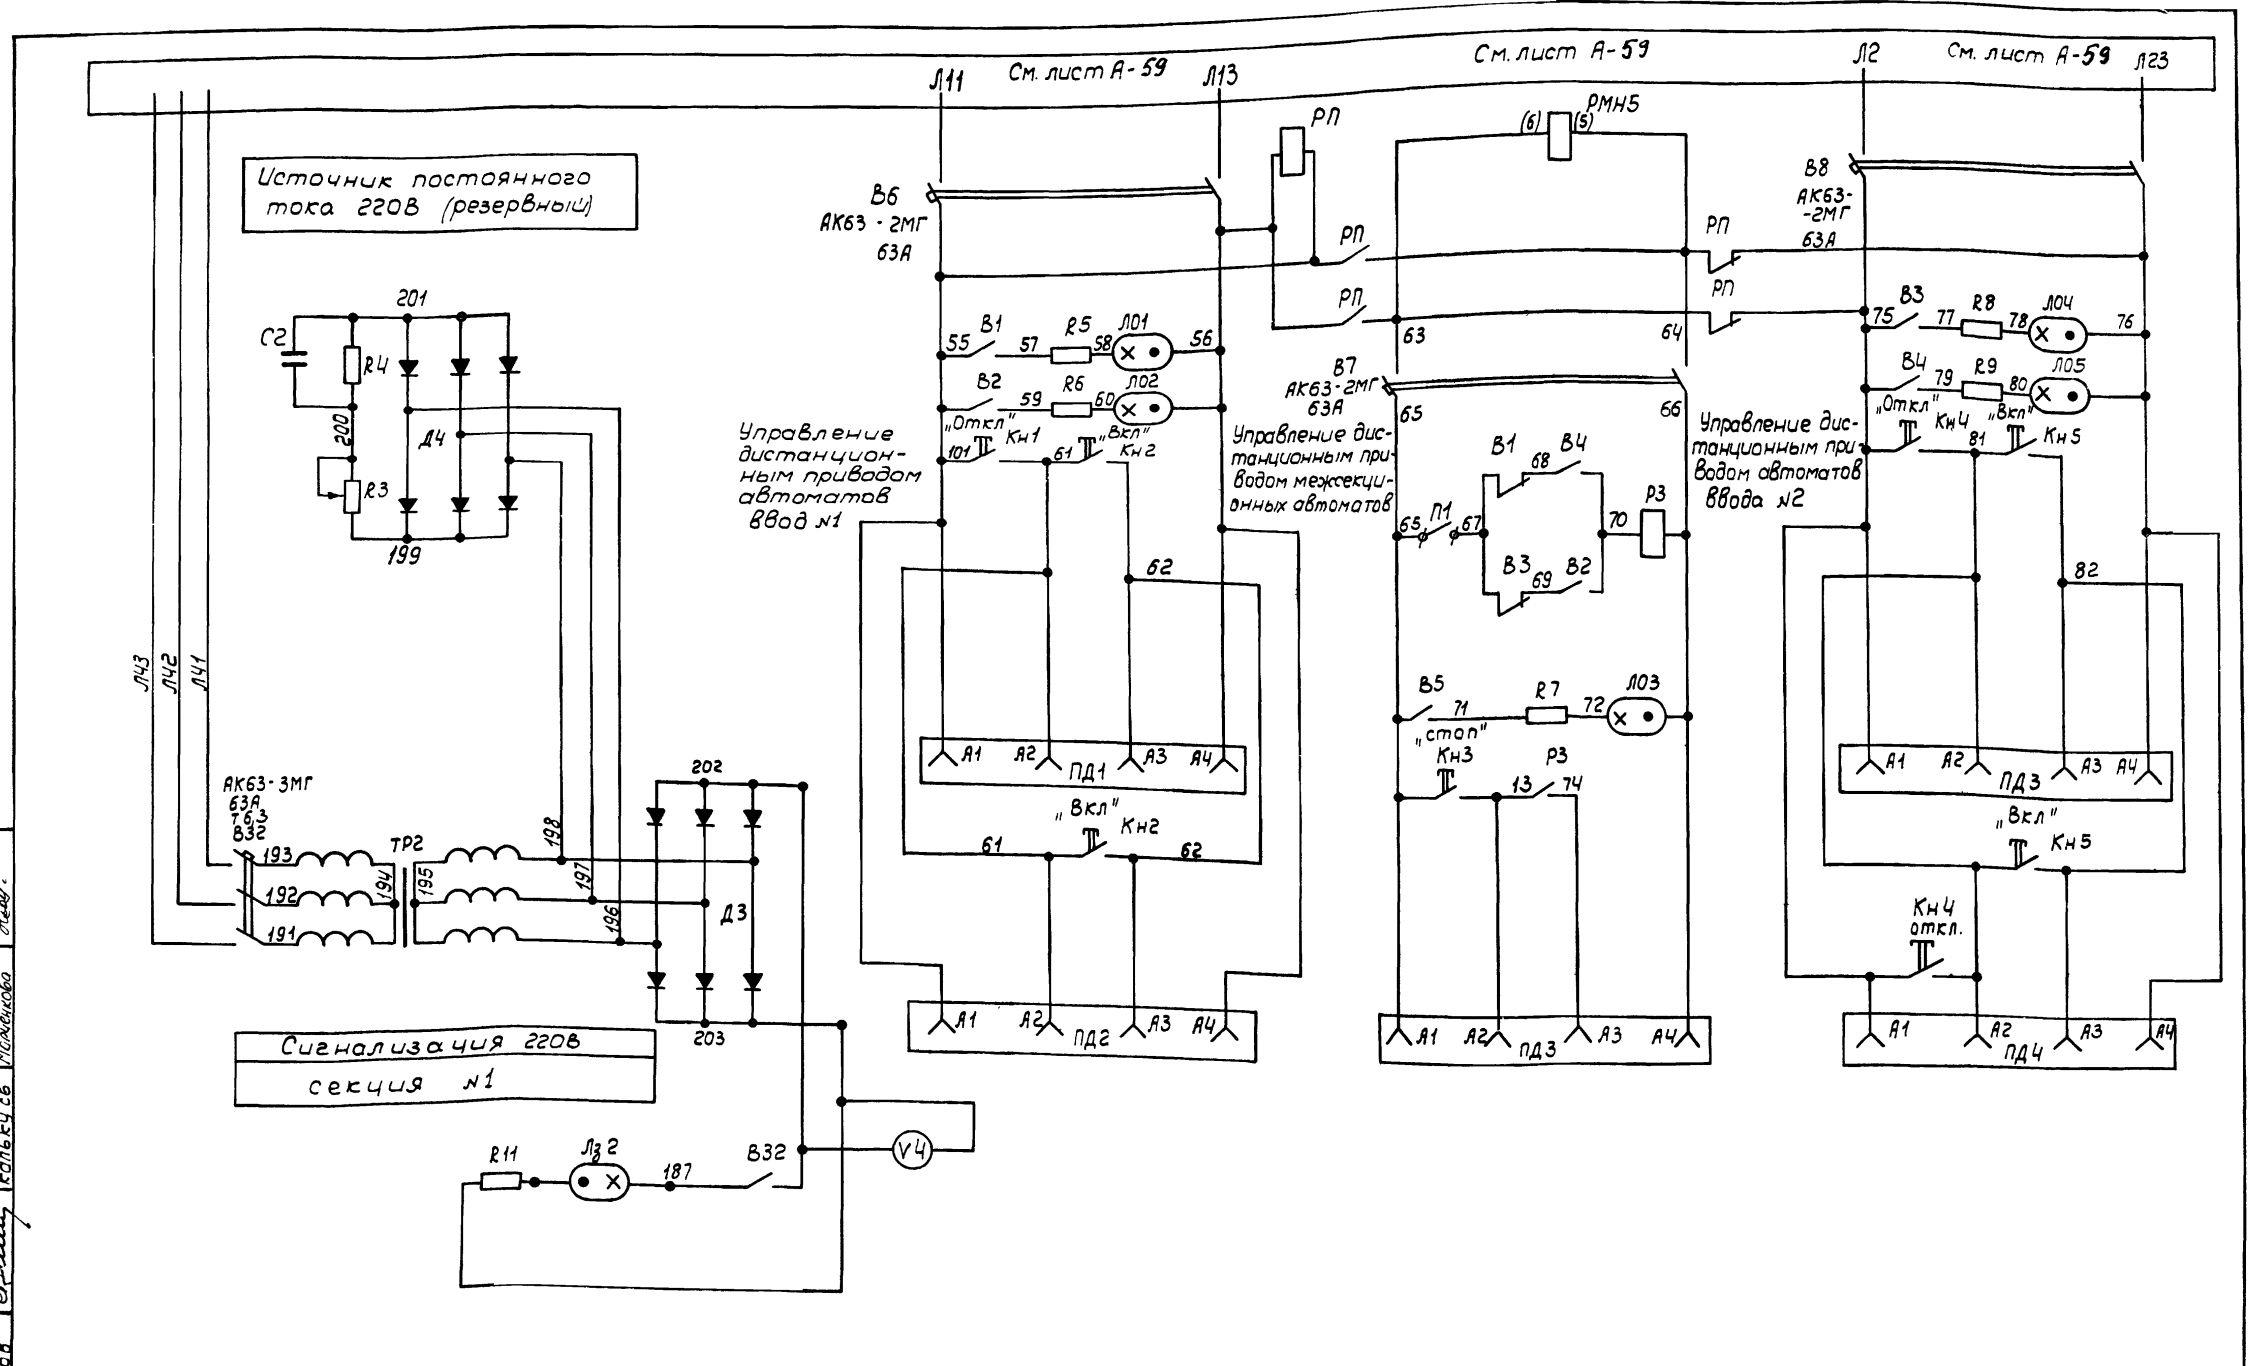 См. лист А-59
См. лист А-59
См. лист А-59
Л11
Л13
Л2
Л23
Источник постоянного
тока 220В (резервный)
201
С2
R4
200
Д4
R3
199
Л43
Л42
Л41
АК63-3МГ
63А
Т6,3
В32
193
192
191
ТР2
194
195
198
197
196
202
Д3
203
Сигнализация 220В
секция №1
R11
Лз2
187
В32
V4
В6
АК63-2МГ
63А
РП
РП
РП
55
В1
57
R5
58
Л01
56
В2
59
R6
60
Л02
„Откл"
Кн1
101
61
„Вкл"
Кн2
Управление
дистанцион-
ным приводом
автоматов
ввод №1
62
А1
А2
ПД1
А3
А4
„Вкл"
Кн2
61
62
А1
А2
ПД2
А3
А4
РМН5
(6)
(5)
РП
РП
63
64
В7
АК63-2МГ
63А
65
66
Управление дис-
танционным при-
водом межсекци-
онных автоматов
В1
68
В4
65
П1
67
70
Р3
В3
69
В2
В5
71
R7
72
Л03
„стоп"
Кн3
13
Р3
74
А1
А2
ПД3
А3
А4
В8
АК63-
-2МГ
63А
75
В3
77
R8
78
Л04
76
В4
79
R9
80
Л05
„Откл"
Кн4
81
„Вкл"
Кн5
Управление дис-
танционным при-
водом автоматов
ввода №2
82
А1
А2
ПД3
А3
А4
„Вкл"
Кн5
Кн4
откл.
А1
А2
ПД4
А3
А4
кальку сб
Маленкова